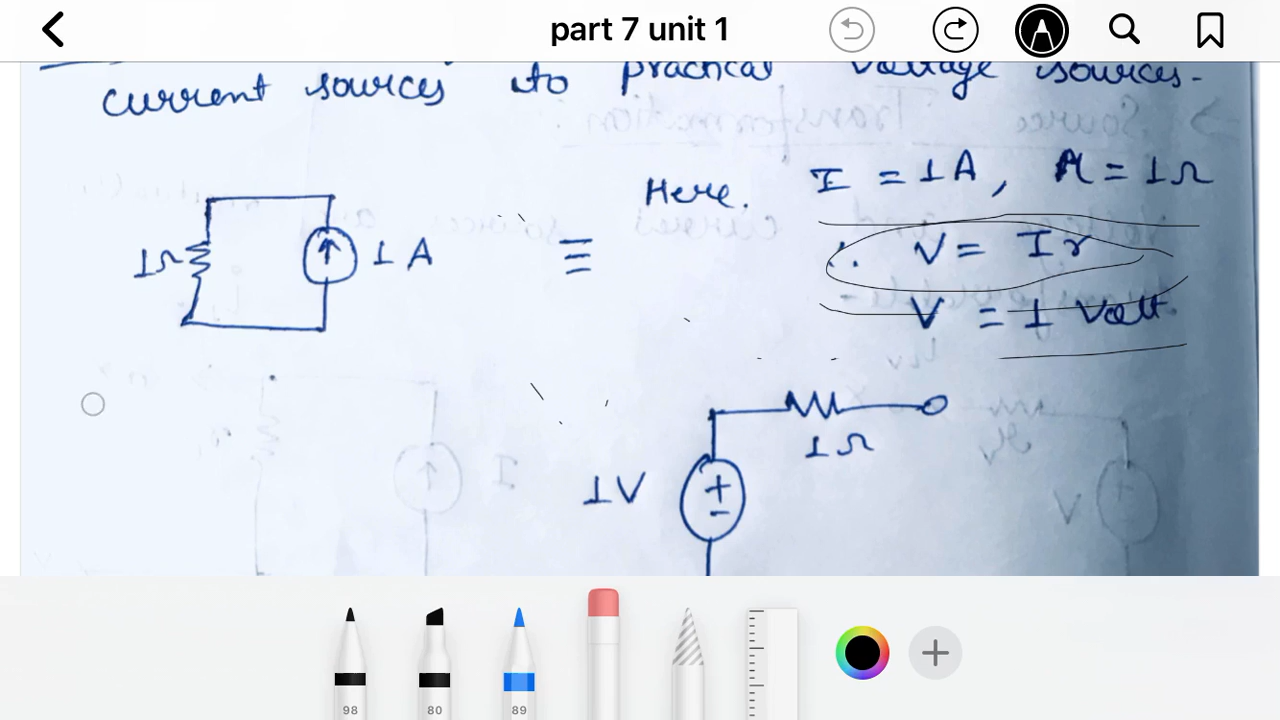 part 7 unit 1
current sources to practical voltage sources-
Here. I = 1A, r = 1Ω
1Ω 1 A ≡ ∴ V = Ir
V = 1 Volt.
1Ω
1V
98 80 89